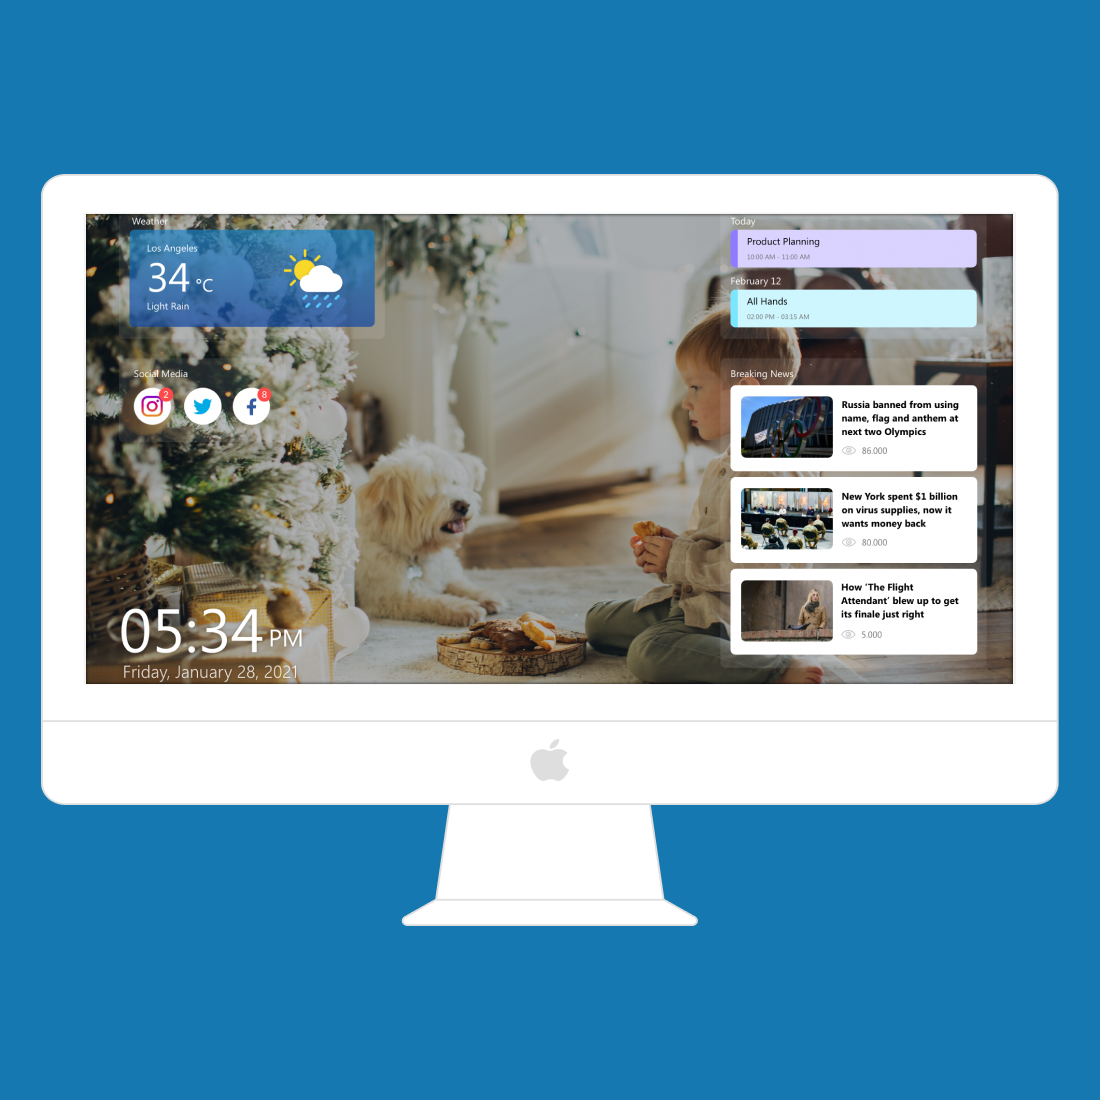 Weather
Los Angeles
34 °C
Light Rain
Social Media
2
8
05:34 PM
Friday, January 28, 2021
Today
Product Planning
10:00 AM - 11:00 AM
February 12
All Hands
02:00 PM - 03:15 AM
Breaking News
Russia banned from using
name, flag and anthem at
next two Olympics
86.000
New York spent $1 billion
on virus supplies, now it
wants money back
80.000
How ‘The Flight
Attendant’ blew up to get
its finale just right
5.000